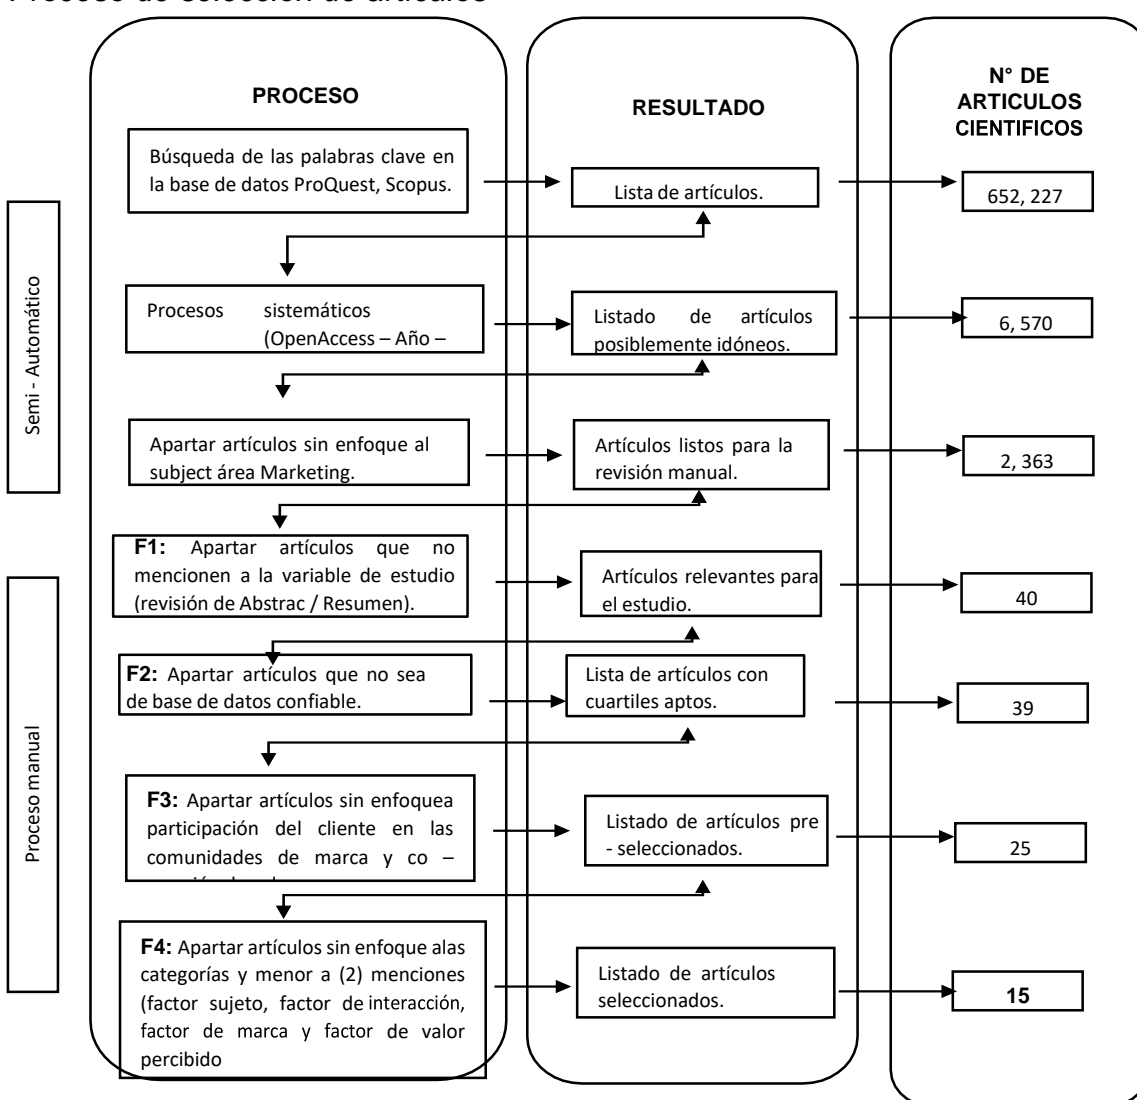 Proceso de selección de artículos
PROCESO
RESULTADO
N° DE
ARTICULOS
CIENTIFICOS
Búsqueda de las palabras clave en
la base de datos ProQuest, Scopus.
Lista de artículos.
652, 227
Semi - Automático
Procesos sistemáticos
(OpenAccess – Año –
Listado de artículos
posiblemente idóneos.
6, 570
Apartar artículos sin enfoque al
subject área Marketing.
Artículos listos para la
revisión manual.
2, 363
Proceso manual
F1: Apartar artículos que no
mencionen a la variable de estudio
(revisión de Abstrac / Resumen).
Artículos relevantes para
el estudio.
40
F2: Apartar artículos que no sea
de base de datos confiable.
Lista de artículos con
cuartiles aptos.
39
F3: Apartar artículos sin enfoquea
participación del cliente en las
comunidades de marca y co –
Listado de artículos pre
- seleccionados.
25
F4: Apartar artículos sin enfoque alas
categorías y menor a (2) menciones
(factor sujeto, factor de interacción,
factor de marca y factor de valor
percibido
Listado de artículos
seleccionados.
15